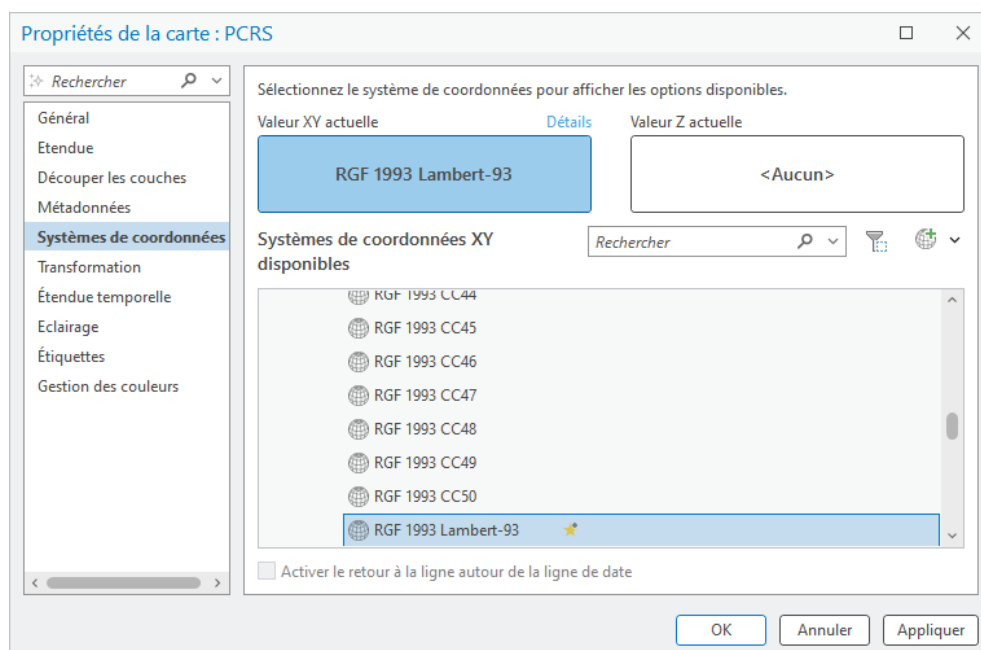 Propriétés de la carte : PCRS
Rechercher
Général
Etendue
Découper les couches
Métadonnées
Systèmes de coordonnées
Transformation
Étendue temporelle
Eclairage
Étiquettes
Gestion des couleurs
Sélectionnez le système de coordonnées pour afficher les options disponibles.
Valeur XY actuelle Détails Valeur Z actuelle
RGF 1993 Lambert-93 <Aucun>
Systèmes de coordonnées XY
disponibles
Rechercher
RGF 1993 CC44
RGF 1993 CC45
RGF 1993 CC46
RGF 1993 CC47
RGF 1993 CC48
RGF 1993 CC49
RGF 1993 CC50
RGF 1993 Lambert-93
Activer le retour à la ligne autour de la ligne de date
OK Annuler Appliquer